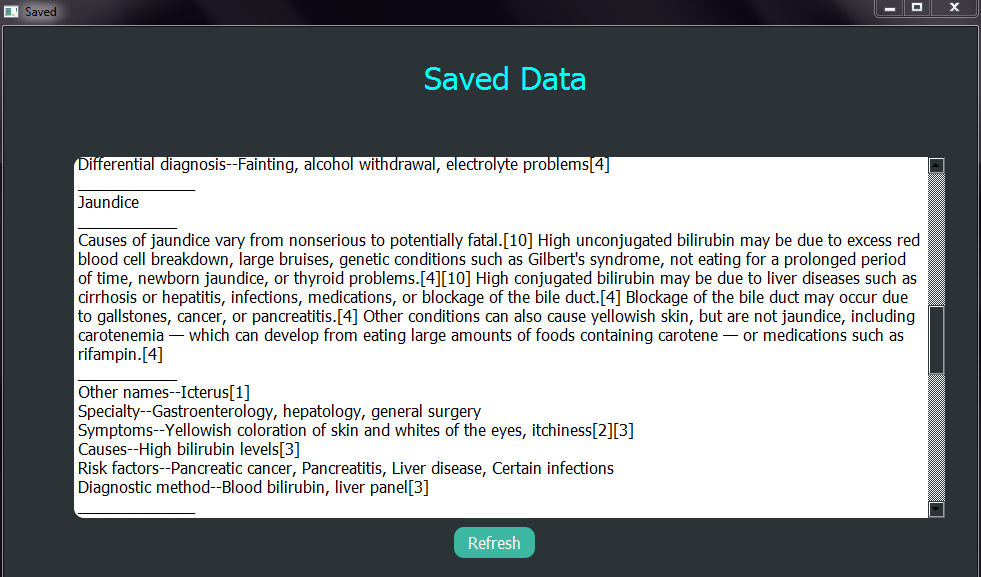 Saved
Saved Data
Differential diagnosis--Fainting, alcohol withdrawal, electrolyte problems[4]
_____________
Jaundice
___________
Causes of jaundice vary from nonserious to potentially fatal.[10] High unconjugated bilirubin may be due to excess red
blood cell breakdown, large bruises, genetic conditions such as Gilbert's syndrome, not eating for a prolonged period
of time, newborn jaundice, or thyroid problems.[4][10] High conjugated bilirubin may be due to liver diseases such as
cirrhosis or hepatitis, infections, medications, or blockage of the bile duct.[4] Blockage of the bile duct may occur due
to gallstones, cancer, or pancreatitis.[4] Other conditions can also cause yellowish skin, but are not jaundice, including
carotenemia — which can develop from eating large amounts of foods containing carotene — or medications such as
rifampin.[4]
___________
Other names--Icterus[1]
Specialty--Gastroenterology, hepatology, general surgery
Symptoms--Yellowish coloration of skin and whites of the eyes, itchiness[2][3]
Causes--High bilirubin levels[3]
Risk factors--Pancreatic cancer, Pancreatitis, Liver disease, Certain infections
Diagnostic method--Blood bilirubin, liver panel[3]
_____________
Refresh